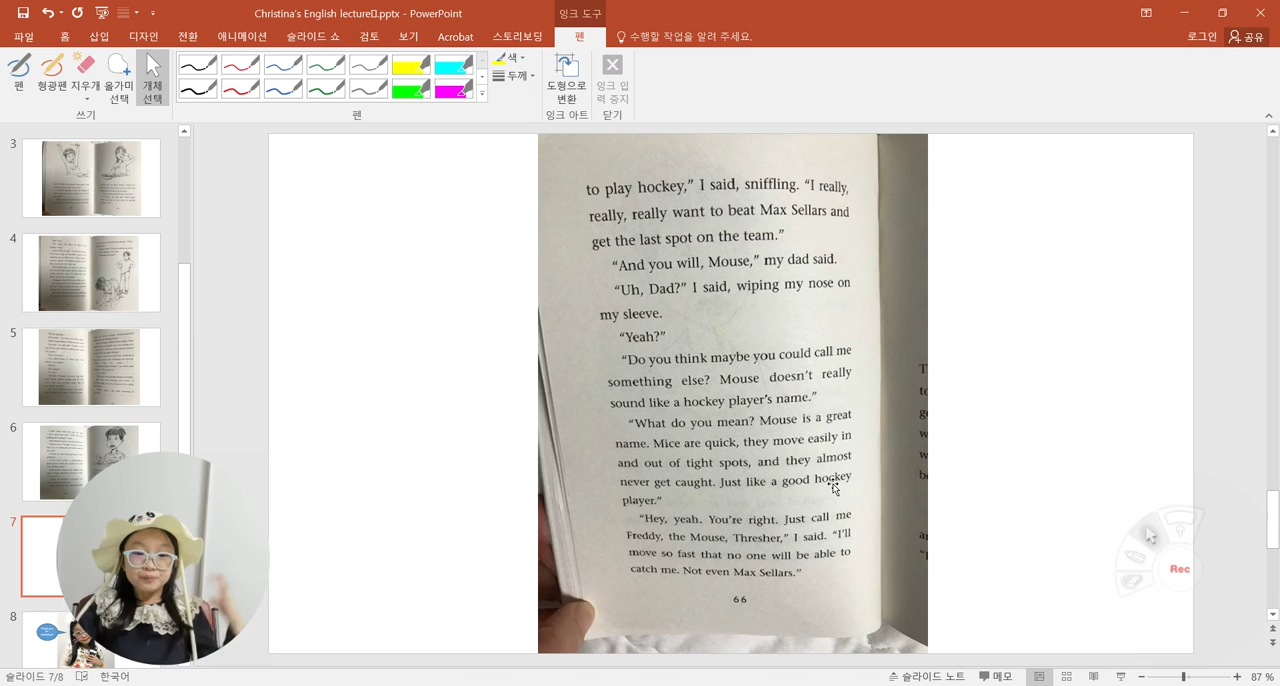 Christina's English lecture▯.pptx - PowerPoint
잉크 도구
파일
홈
삽입
디자인
전환
애니메이션
슬라이드 쇼
검토
보기
Acrobat
스토리보딩
펜
수행할 작업을 알려 주세요.
로그인
공유
펜
형광펜
지우개
올가미 선택
개체 선택
색
두께
도형으로 변환
잉크 입력 중지
쓰기
펜
잉크 아트
닫기
3
4
5
6
7
8
to play hockey," I said, sniffling. "I really,
really, really want to beat Max Sellars and
get the last spot on the team."
"And you will, Mouse," my dad said.
"Uh, Dad?" I said, wiping my nose on
my sleeve.
"Yeah?"
"Do you think maybe you could call me
something else? Mouse doesn't really
sound like a hockey player's name."
"What do you mean? Mouse is a great
name. Mice are quick, they move easily in
and out of tight spots, and they almost
never get caught. Just like a good hockey
player."
"Hey, yeah. You're right. Just call me
Freddy, the Mouse, Thresher," I said. "I'll
move so fast that no one will be able to
catch me. Not even Max Sellars."
66
Rec
슬라이드 7/8
한국어
슬라이드 노트
메모
87 %